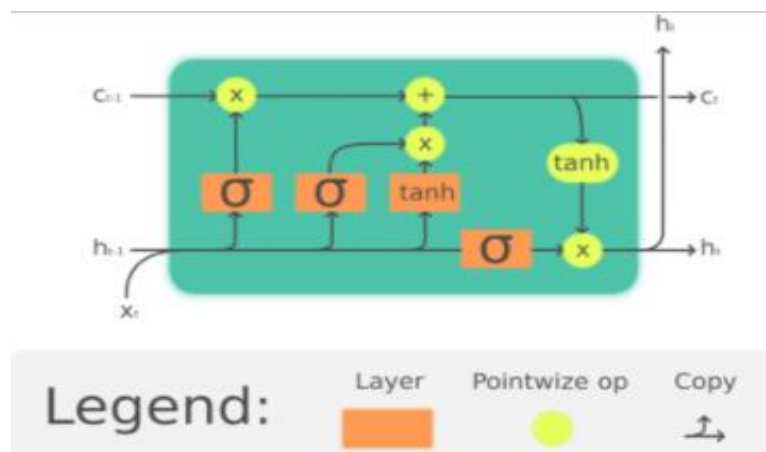 hₜ
cₜ₋₁ x + cₜ
x
tanh
σ σ tanh
hₜ₋₁ σ x hₜ
xₜ
Layer Pointwize op Copy
Legend: